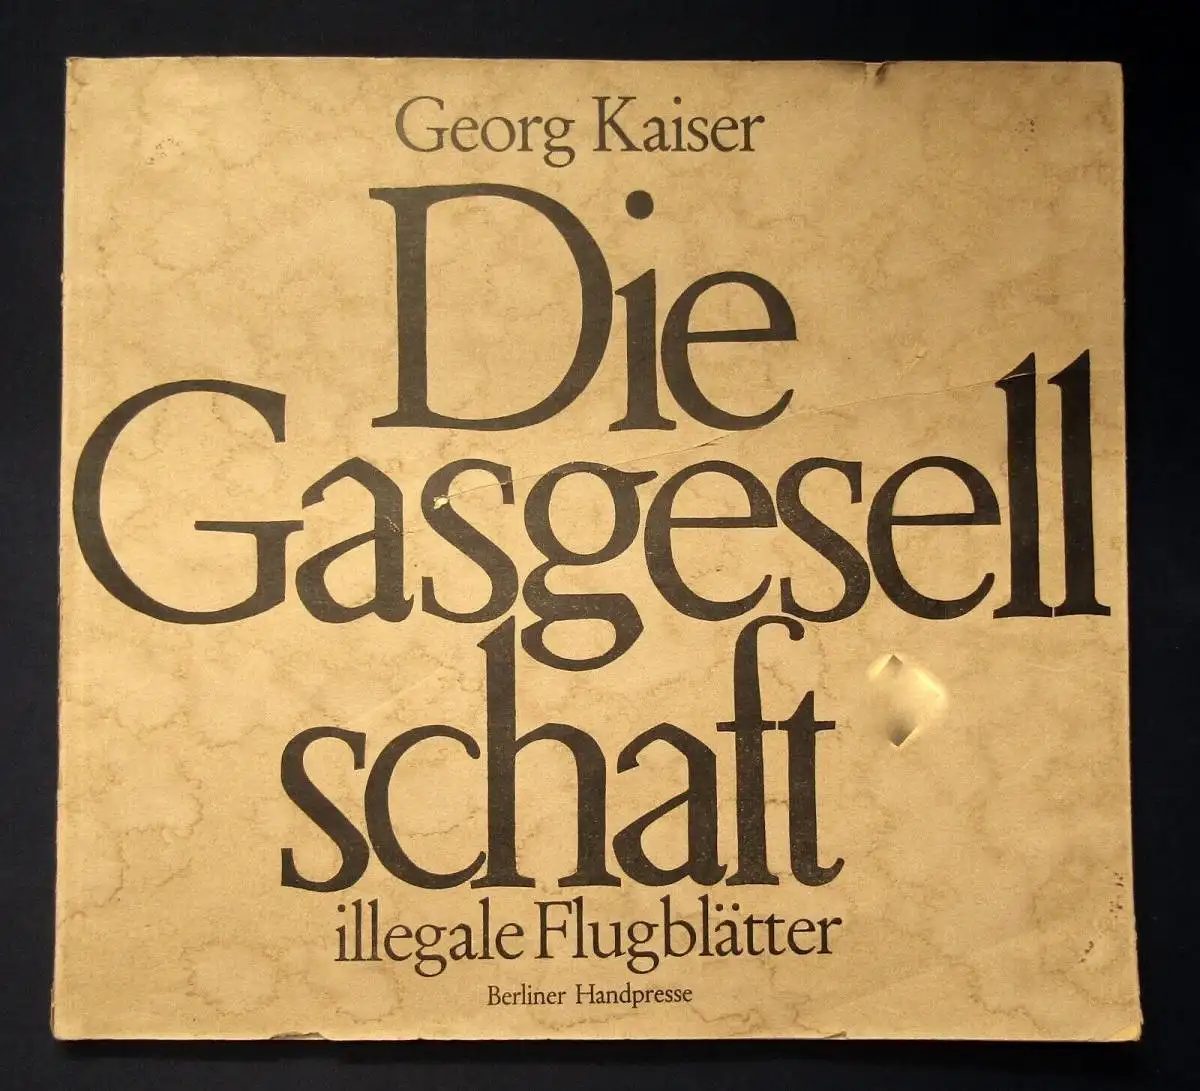 Georg Kaiser
Die
Gasgesell
schaft
illegale Flugblätter
Berliner Handpresse